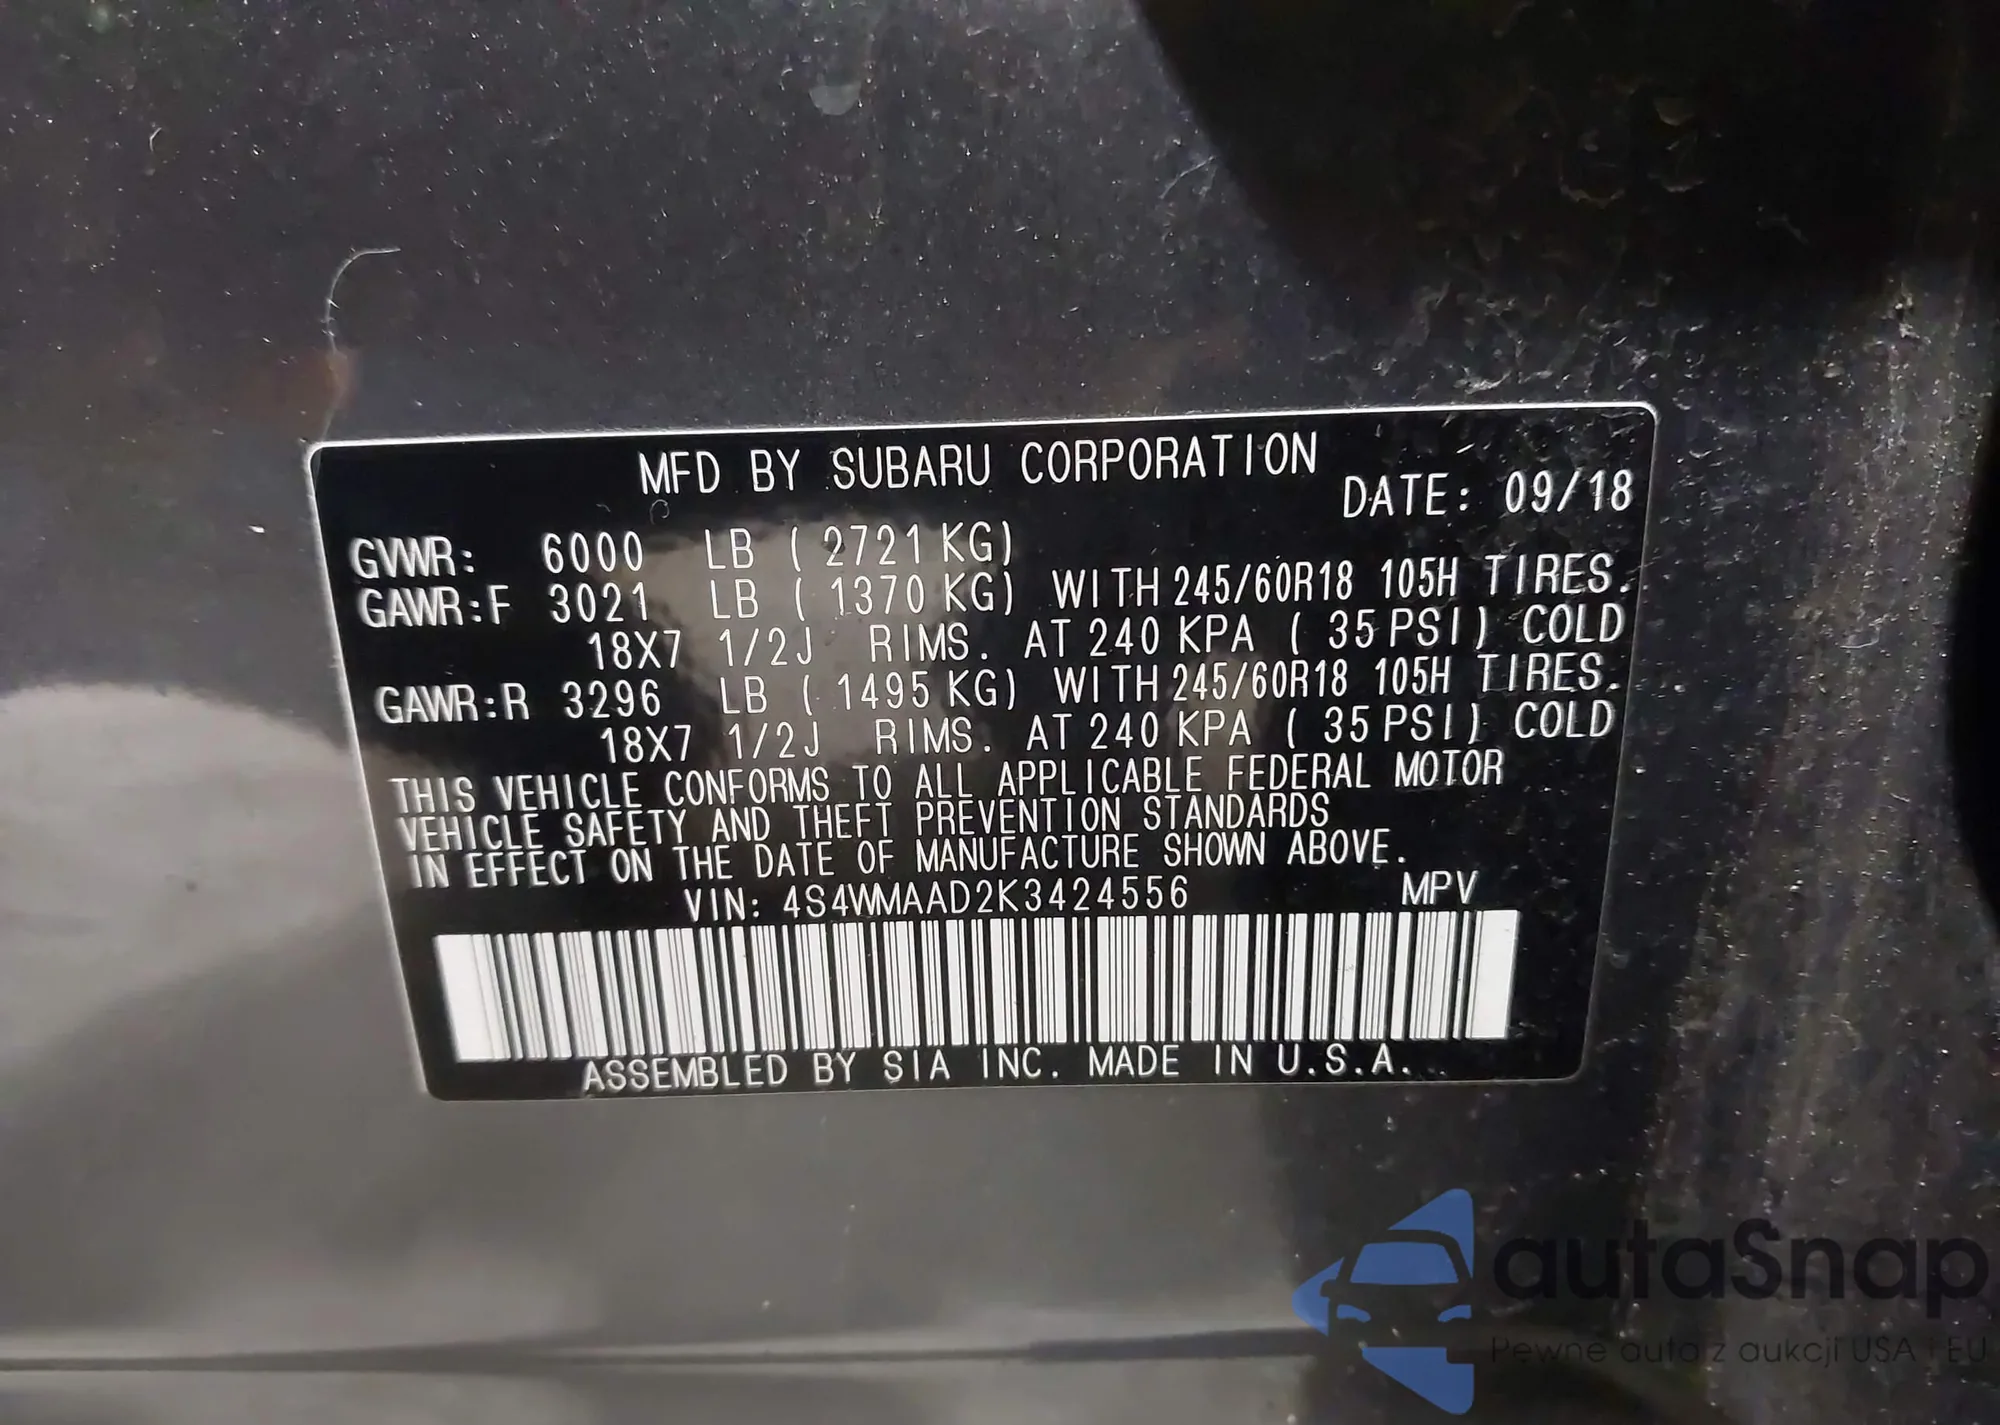 MFD BY SUBARU CORPORATION
DATE: 09/18
GVWR: 6000 LB ( 2721 KG)
GAWR:F 3021 LB ( 1370 KG) WITH 245/60R18 105H TIRES.
18X7 1/2J RIMS. AT 240 KPA ( 35 PSI) COLD
GAWR:R 3296 LB ( 1495 KG) WITH 245/60R18 105H TIRES.
18X7 1/2J RIMS. AT 240 KPA ( 35 PSI) COLD
THIS VEHICLE CONFORMS TO ALL APPLICABLE FEDERAL MOTOR
VEHICLE SAFETY AND THEFT PREVENTION STANDARDS
IN EFFECT ON THE DATE OF MANUFACTURE SHOWN ABOVE.
VIN: 4S4WMAAD2K3424556 MPV
ASSEMBLED BY SIA INC. MADE IN U.S.A.
autaSnap
Pewne auta z aukcji USA i EU